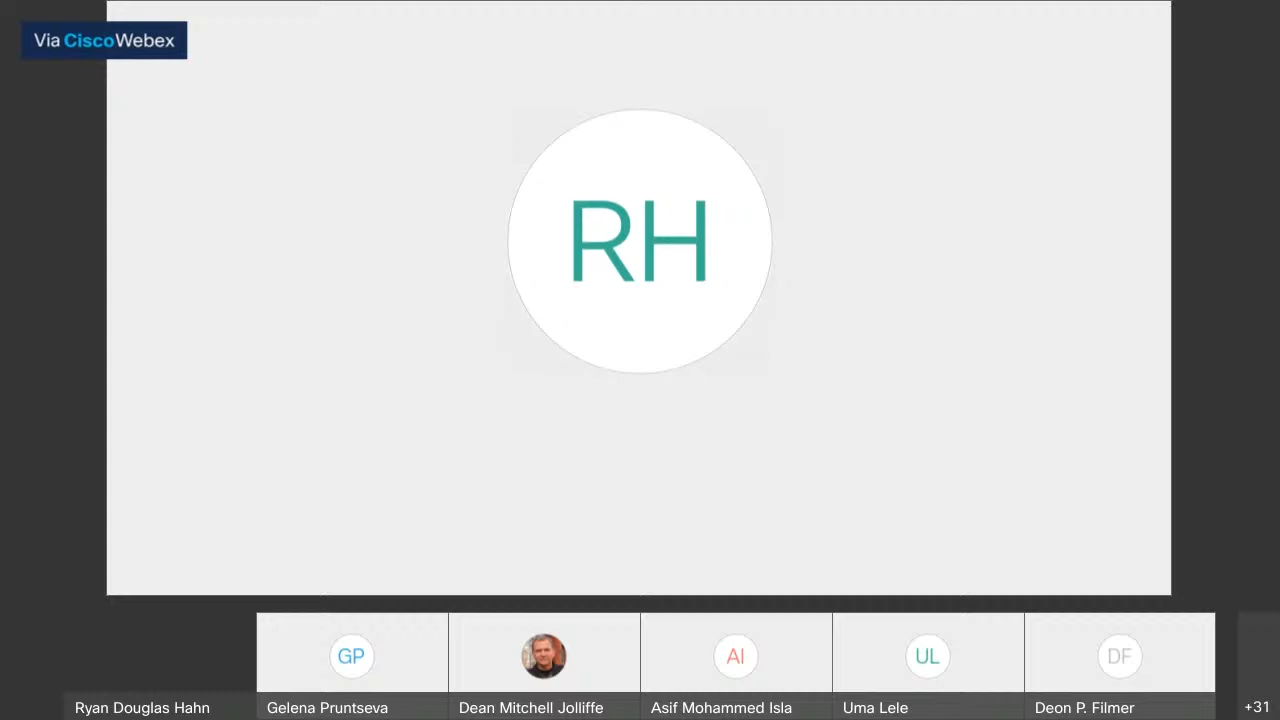 Via CiscoWebex
RH
GP
AI
UL
DF
Ryan Douglas Hahn
Gelena Pruntseva
Dean Mitchell Jolliffe
Asif Mohammed Isla
Uma Lele
Deon P. Filmer
+31